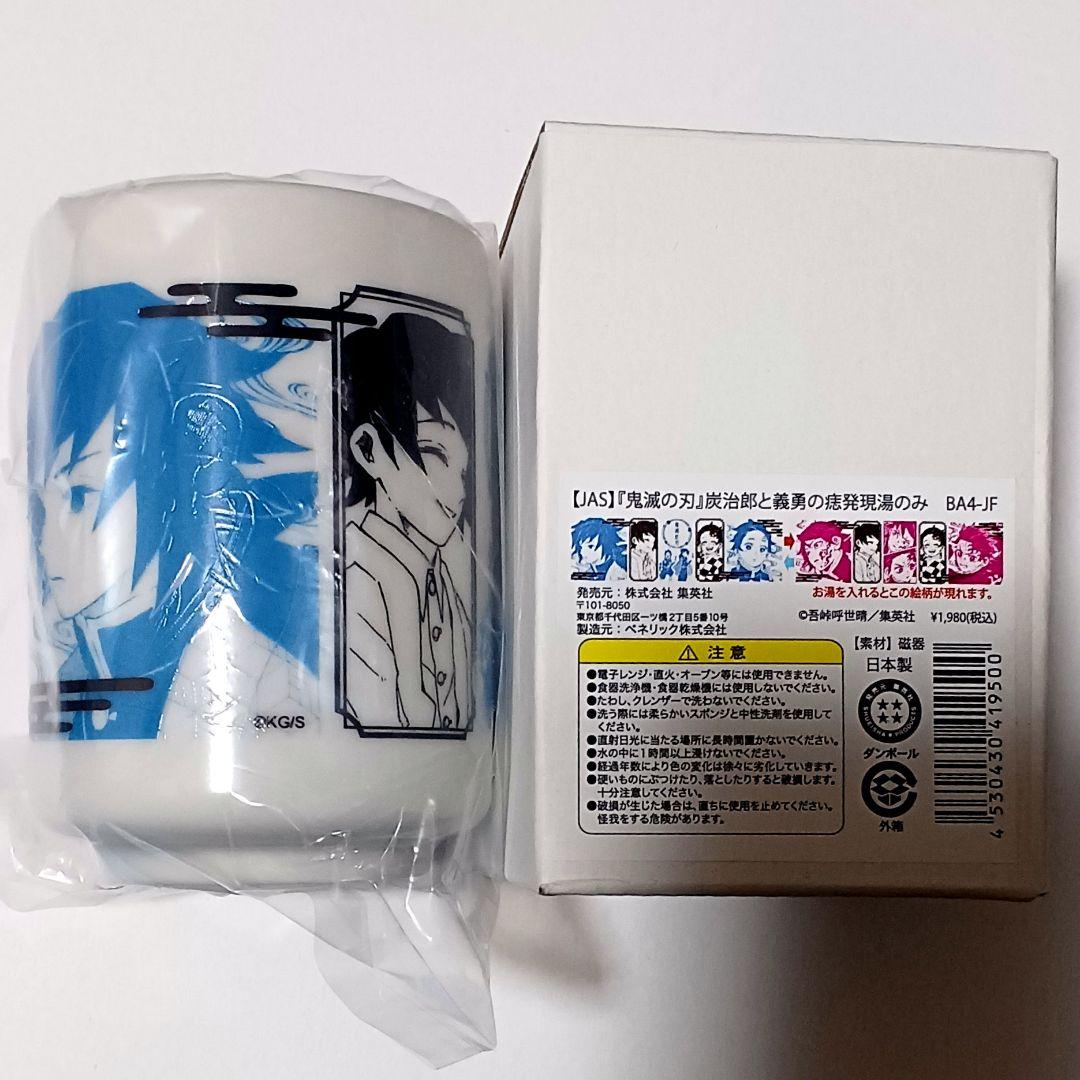 ©KG/S
【JAS】『鬼滅の刃』炭治郎と義勇の痣発現湯のみ BA4-JF
お湯を入れるとこの絵柄が現れます。
発売元：株式会社 集英社
〒101-8050
東京都千代田区一ツ橋2丁目5番10号
製造元：ベネリック株式会社
©吾峠呼世晴／集英社 ¥1,980(税込)
⚠ 注意
●電子レンジ・直火・オーブン等には使用できません。
●食器洗浄機・食器乾燥機には使用しないでください。
●たわし、クレンザーで洗わないでください。
●洗う際には柔らかいスポンジと中性洗剤を使用して
ください。
●直射日光に当たる場所に長時間置かないでください。
●水の中に1時間以上浸けないでください。
●経過年数により色の変化は徐々に劣化していきます。
●硬いものにぶつけたり、落としたりすると破損します。
十分注意してください。
●破損が生じた場合は、直ちに使用を止めてください。
怪我をする危険があります。
【素材】磁器
日本製
SHUEISHA PRODUCTS
ダンボール
外箱
4 530430 419500